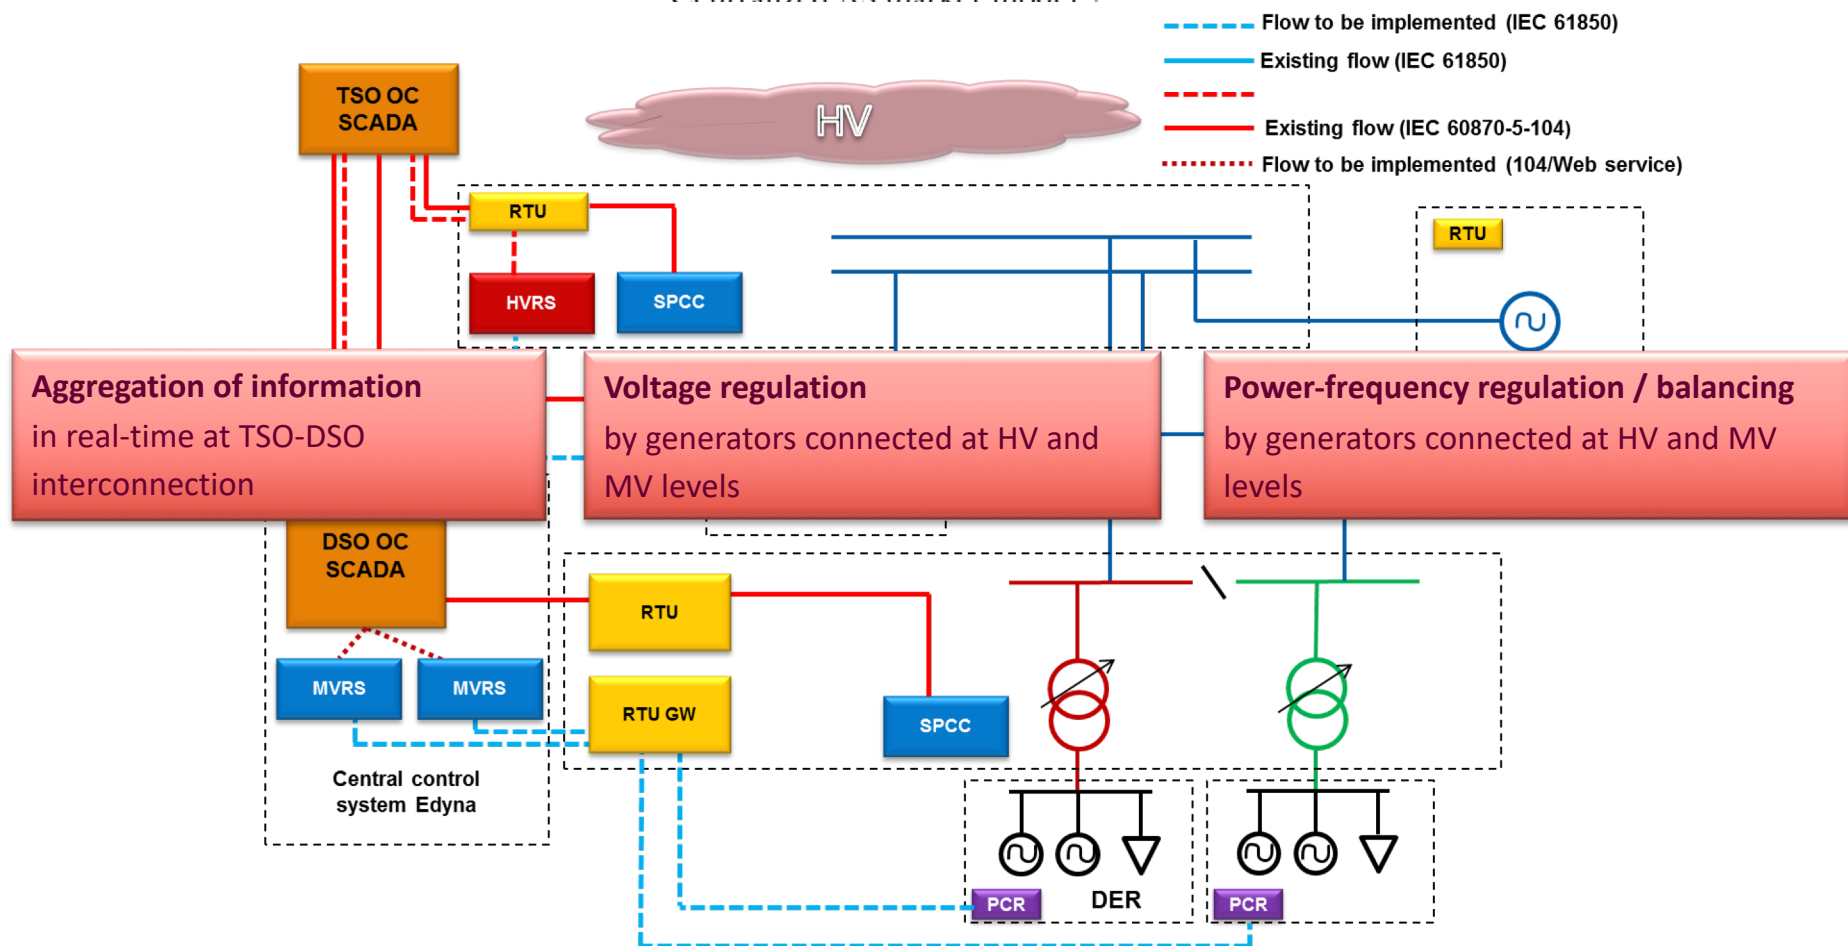 Flow to be implemented (IEC 61850)
Existing flow (IEC 61850)
Existing flow (IEC 60870-5-104)
Flow to be implemented (104/Web service)
TSO OC
SCADA
HV
RTU
RTU
HVRS
SPCC
Aggregation of information
in real-time at TSO-DSO
interconnection
Voltage regulation
by generators connected at HV and
MV levels
Power-frequency regulation / balancing
by generators connected at HV and MV
levels
DSO OC
SCADA
RTU
MVRS
MVRS
RTU GW
SPCC
Central control
system Edyna
PCR
DER
PCR